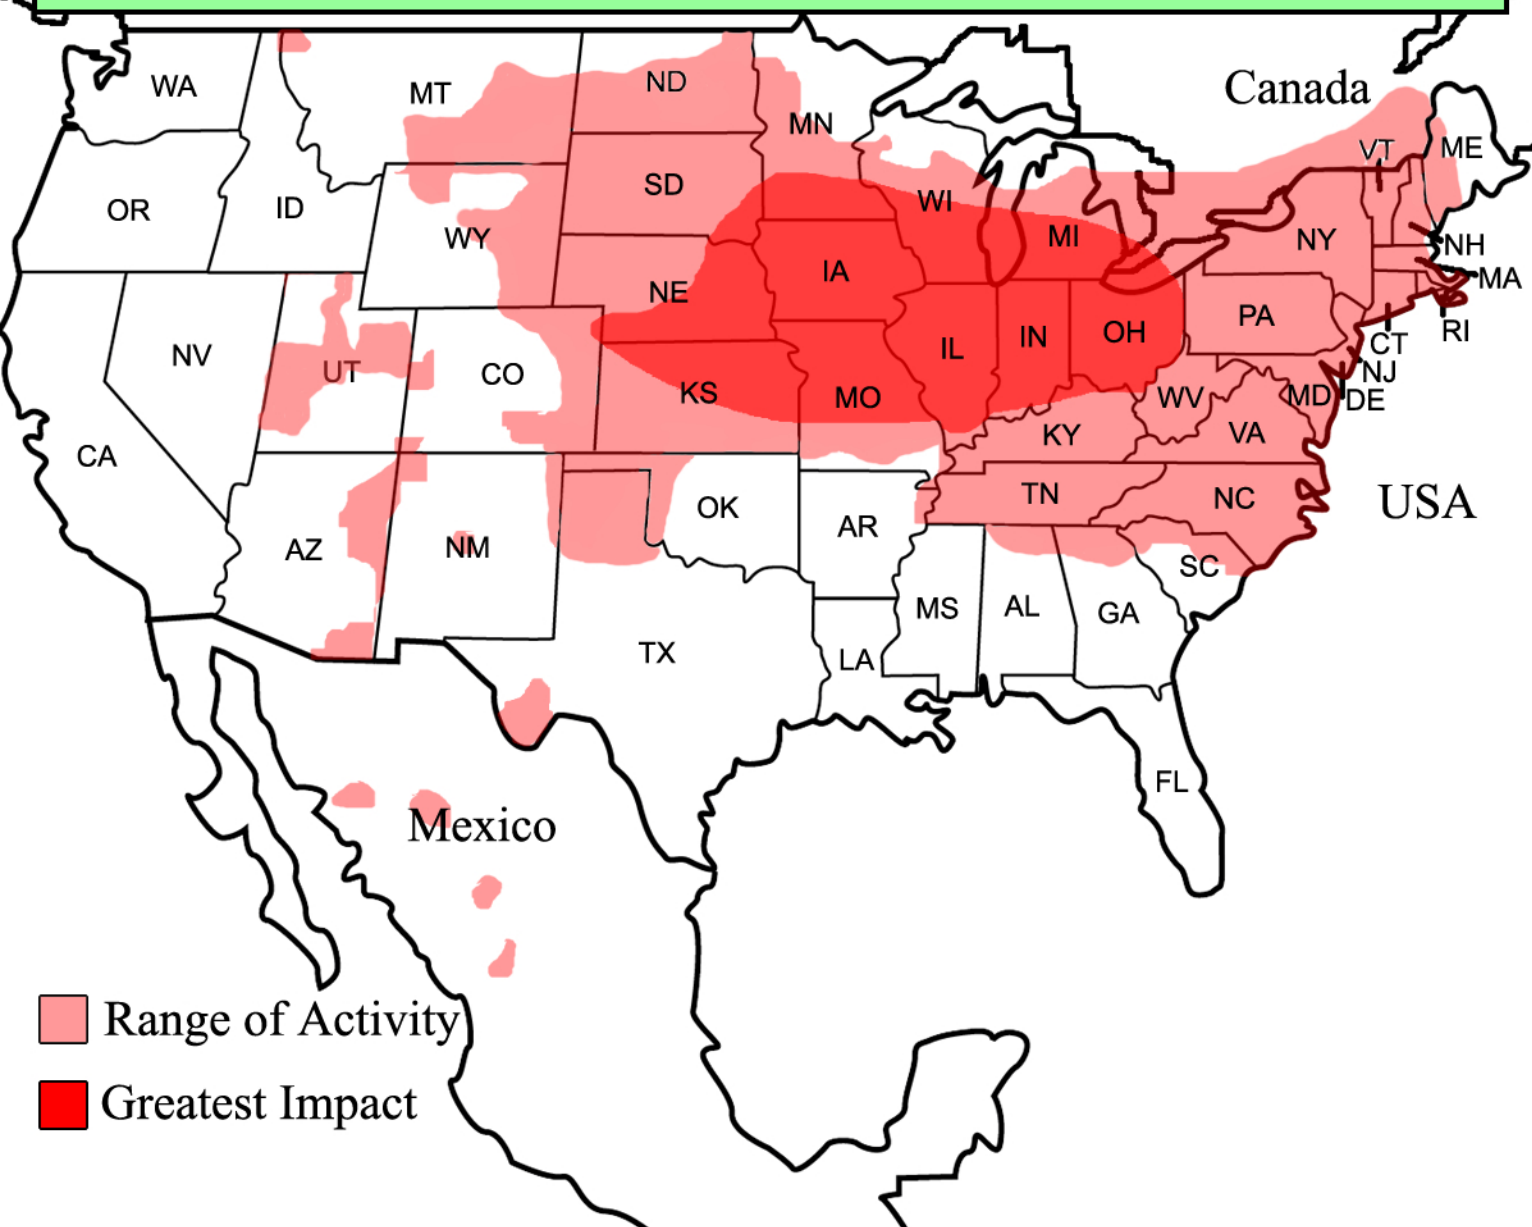 WA
MT
ND
MN
Canada
VT
ME
OR
ID
SD
WI
WY
MI
NY
NH
IA
MA
NE
NV
UT
CO
IL
IN
OH
PA
RI
CT
NJ
KS
MO
WV
MD
DE
CA
KY
VA
USA
AZ
NM
OK
AR
TN
NC
SC
TX
LA
MS
AL
GA
FL
Mexico
Range of Activity
Greatest Impact